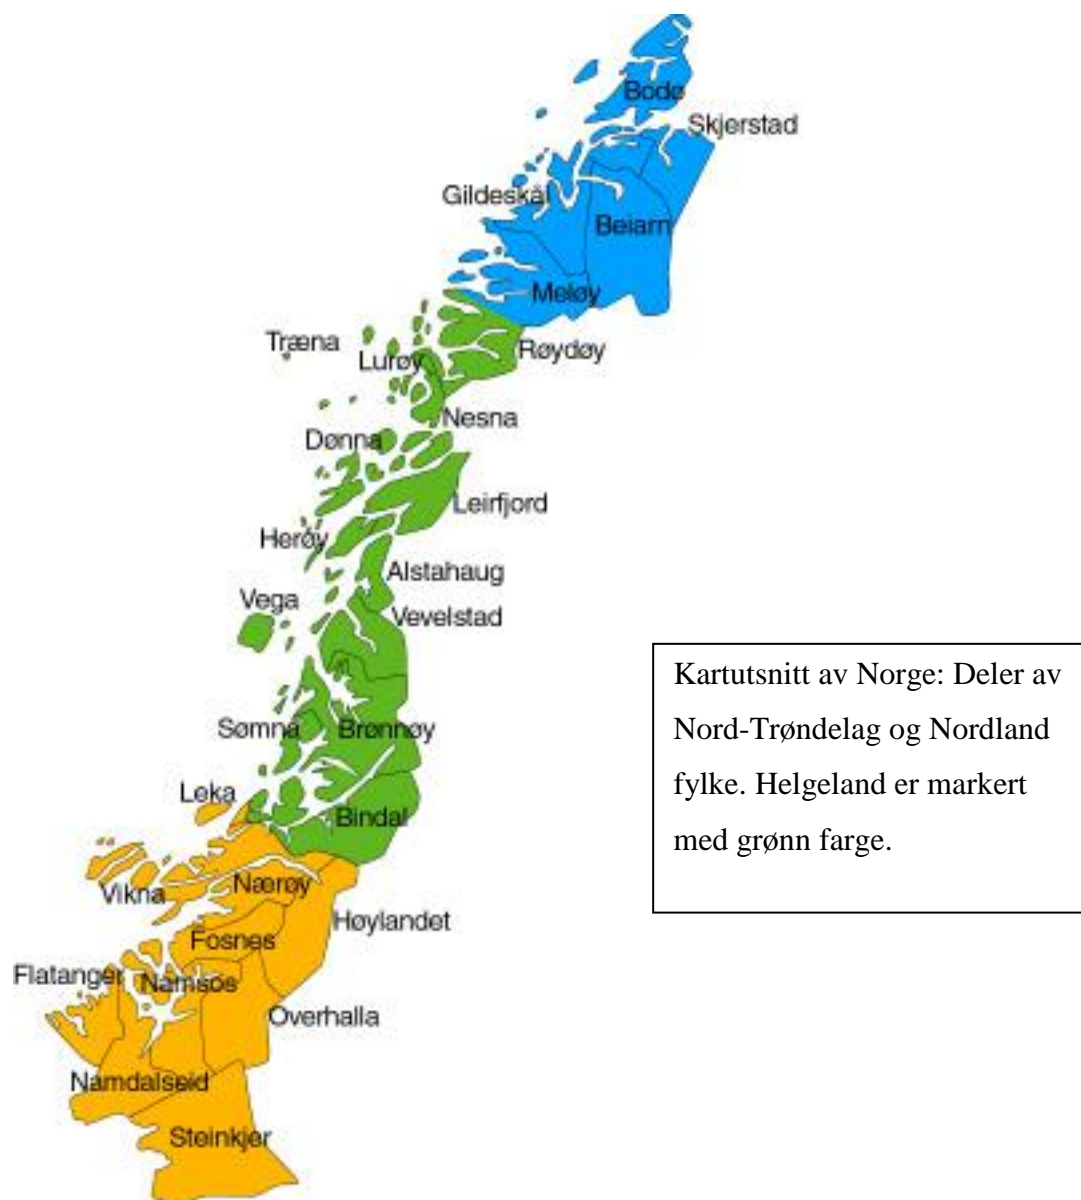 Bodø
Skjerstad
Gildeskål
Beiarn
Meløy
Træna
Lurøy
Røydøy
Nesna
Dønna
Leirfjord
Herøy
Alstahaug
Vega
Vevelstad
Kartutsnitt av Norge: Deler av
Nord-Trøndelag og Nordland
fylke. Helgeland er markert
med grønn farge.
Sømna
Brønnøy
Leka
Bindal
Nærøy
Vikna
Høylandet
Fosnes
Flatanger
Namsos
Overhalla
Namdalseid
Steinkjer